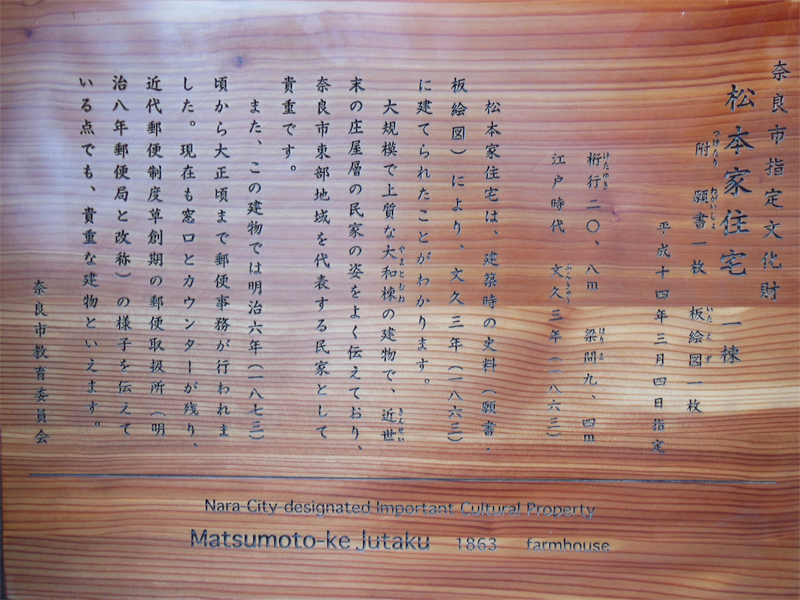 奈良市指定文化財
松本家住宅 一棟
附 願書一枚 板絵図一枚
平成十四年三月四日指定
桁行二〇、八m 梁間九、四m
江戸時代 文久三年（一八六三）
松本家住宅は、建築時の史料（願書・
板絵図）により、文久三年（一八六三）
に建てられたことがわかります。
大規模で上質な大和棟の建物で、近世
末の庄屋層の民家の姿をよく伝えており、
奈良市東部地域を代表する民家として
貴重です。
また、この建物では明治六年（一八七三）
頃から大正頃まで郵便事務が行われま
した。現在も窓口とカウンターが残り、
近代郵便制度草創期の郵便取扱所（明
治八年郵便局と改称）の様子を伝えて
いる点でも、貴重な建物といえます。
奈良市教育委員会
Nara City designated Important Cultural Property
Matsumoto-ke Jutaku 1863 farmhouse